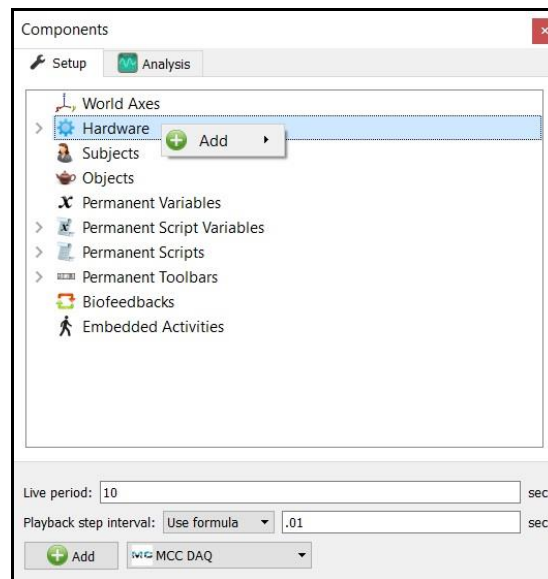 Components
Setup
Analysis
World Axes
Hardware
Add
Subjects
Objects
Permanent Variables
Permanent Script Variables
Permanent Scripts
Permanent Toolbars
Biofeedbacks
Embedded Activities
Live period: 10 sec
Playback step interval: Use formula .01 sec
Add MCC DAQ